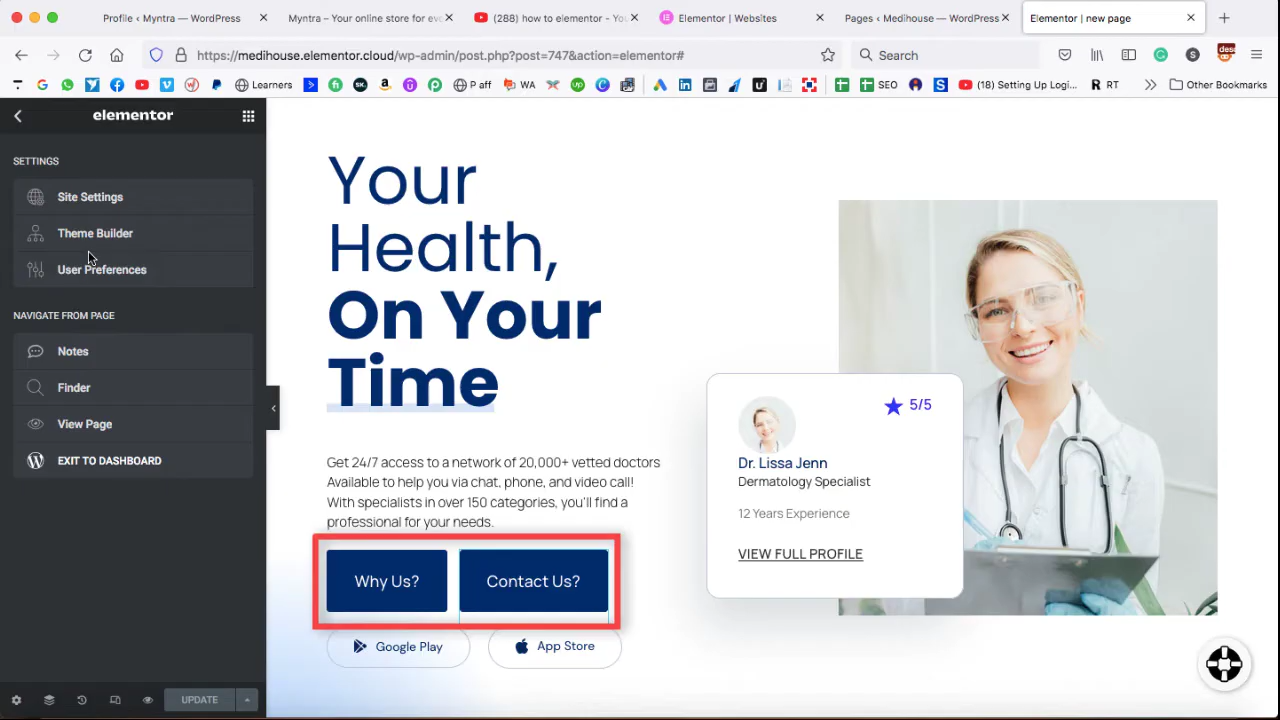 Profile ‹ Myntra — WordPress
Myntra – Your online store for eve
(288) how to elementor - You
Elementor | Websites
Pages ‹ Medihouse — WordPress
Elementor | new page
https://medihouse.elementor.cloud/wp-admin/post.php?post=747&action=elementor#
Search
Learners
P aff
WA
SEO
(18) Setting Up Logi...
RT
Other Bookmarks
elementor
SETTINGS
Site Settings
Theme Builder
User Preferences
NAVIGATE FROM PAGE
Notes
Finder
View Page
EXIT TO DASHBOARD
UPDATE
Your
Health,
On Your
Time
Get 24/7 access to a network of 20,000+ vetted doctors
Available to help you via chat, phone, and video call!
With specialists in over 150 categories, you'll find a
professional for your needs.
Why Us?
Contact Us?
Google Play
App Store
5/5
Dr. Lissa Jenn
Dermatology Specialist
12 Years Experience
VIEW FULL PROFILE